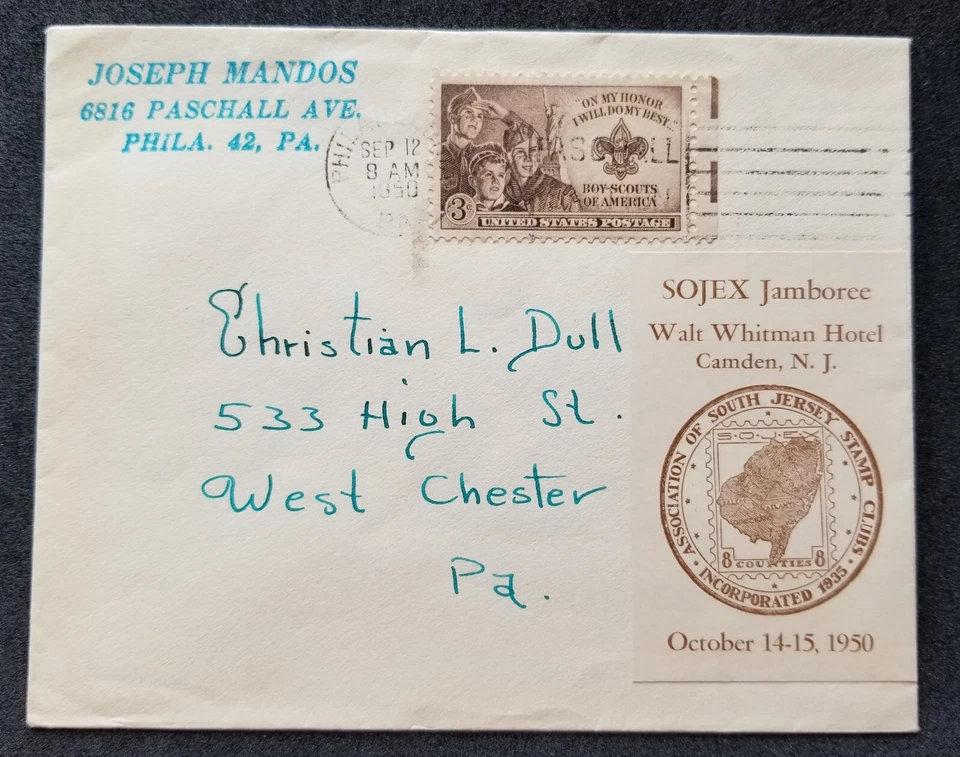 JOSEPH MANDOS
6816 PASCHALL AVE.
PHILA. 42, PA.
SEP 12
8 AM
1950
PASCHALL
"ON MY HONOR
I WILL DO MY BEST..."
BOY SCOUTS
OF AMERICA
3¢
UNITED STATES POSTAGE
Christian L. Dull
533 High St.
West Chester
Pa.
SOJEX Jamboree
Walt Whitman Hotel
Camden, N. J.
ASSOCIATION OF SOUTH JERSEY STAMP CLUBS
SOJEX
8 COUNTIES 8
INCORPORATED 1935
October 14-15, 1950